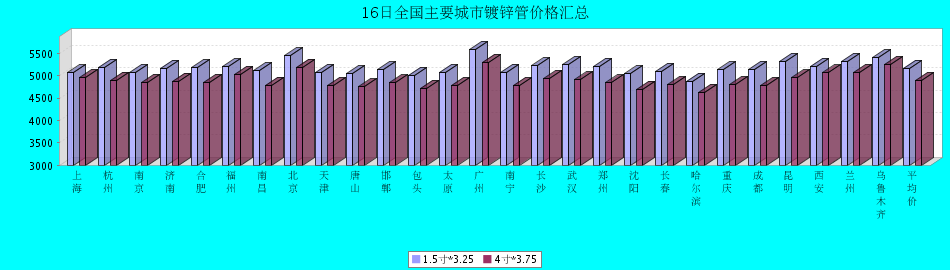 16日全国主要城市镀锌管价格汇总
5500
5000
4500
4000
3500
3000
上海
杭州
南京
济南
合肥
福州
南昌
北京
天津
唐山
邯郸
包头
太原
广州
南宁
长沙
武汉
郑州
沈阳
长春
哈尔滨
重庆
成都
昆明
西安
兰州
乌鲁木齐
平均价
1.5寸*3.25
4寸*3.75